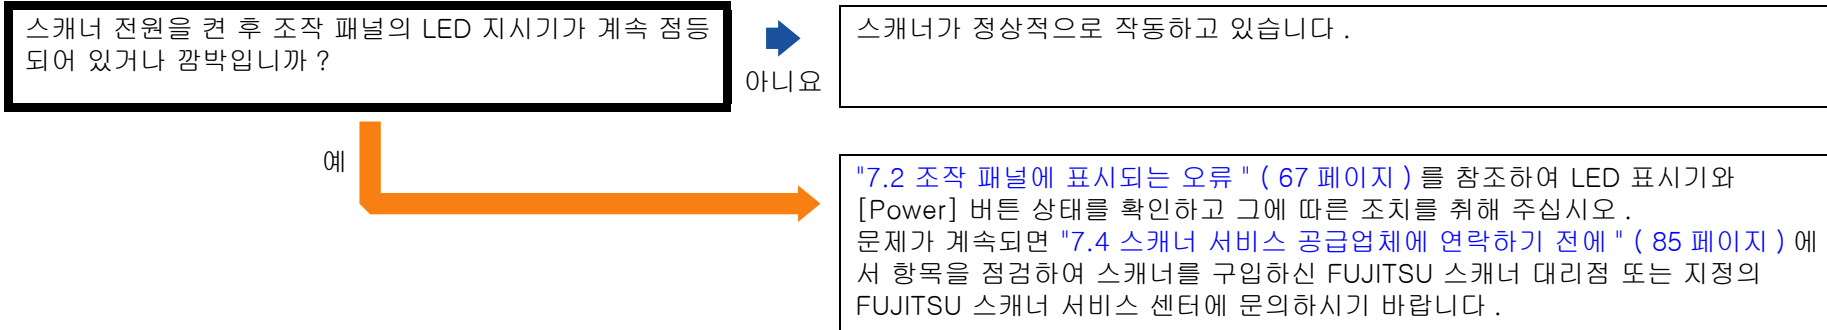 스캐너 전원을 켠 후 조작 패널의 LED 지시기가 계속 점등
되어 있거나 깜박입니까 ?
아니요
스캐너가 정상적으로 작동하고 있습니다 .
예
"7.2 조작 패널에 표시되는 오류 " ( 67 페이지 ) 를 참조하여 LED 표시기와
[Power] 버튼 상태를 확인하고 그에 따른 조치를 취해 주십시오 .
문제가 계속되면 "7.4 스캐너 서비스 공급업체에 연락하기 전에 " ( 85 페이지 ) 에
서 항목을 점검하여 스캐너를 구입하신 FUJITSU 스캐너 대리점 또는 지정의
FUJITSU 스캐너 서비스 센터에 문의하시기 바랍니다 .